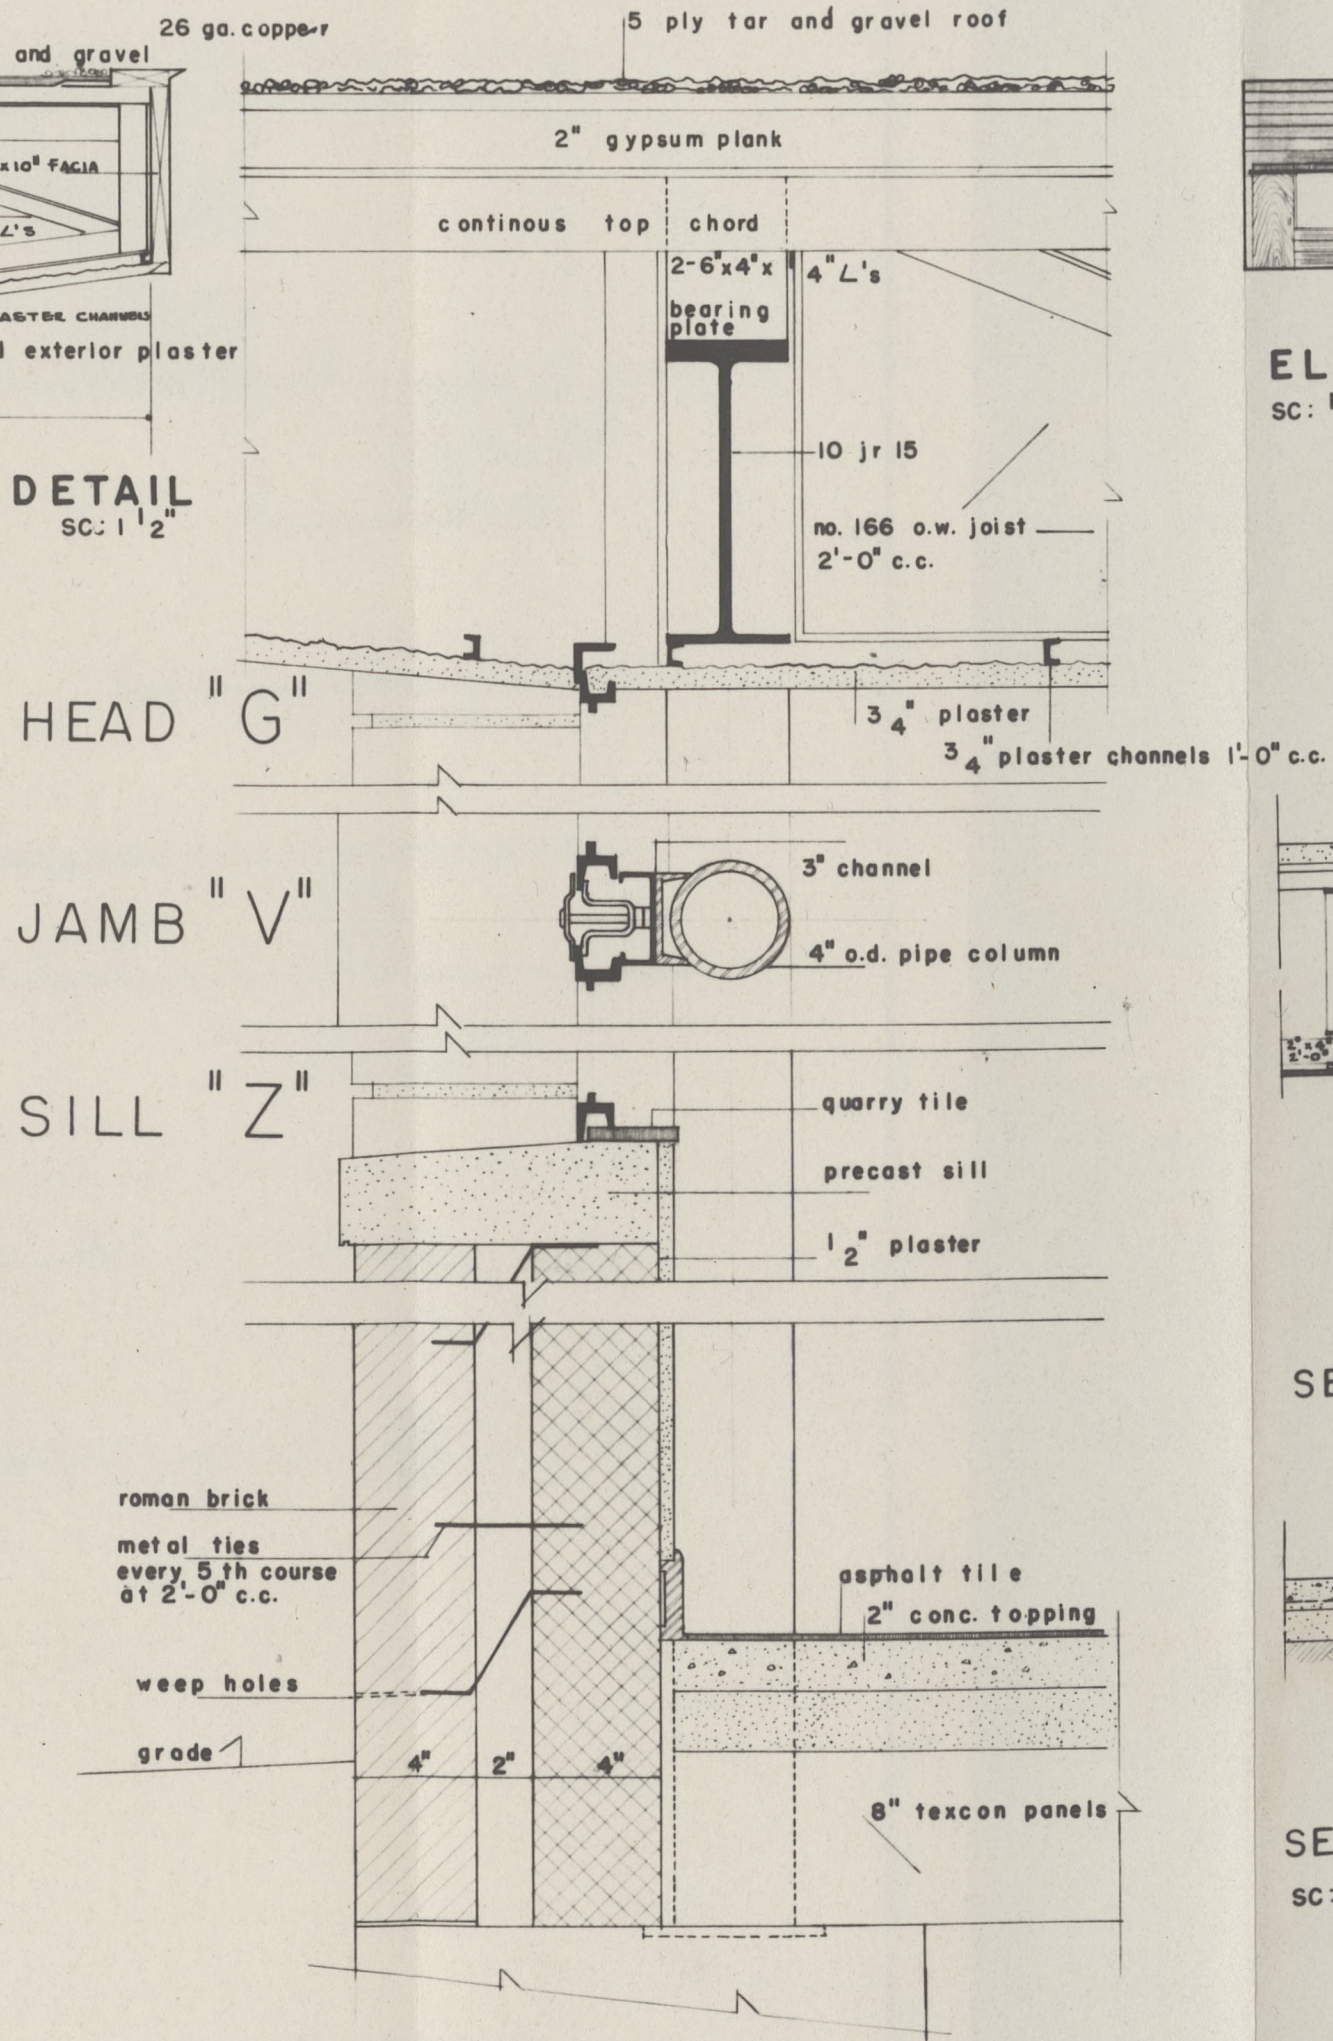 26 ga. copper
and gravel
x10" FACIA
L's
ASTER CHANNELS
exterior plaster
DETAIL
SC: 1 1/2"
5 ply tar and gravel roof
2" gypsum plank
continous top chord
2-6"x4"x 4" L's
bearing
plate
10 jr 15
no. 166 o.w. joist
2'-0" c.c.
HEAD "G"
3/4" plaster
3/4" plaster channels 1'-0" c.c.
JAMB "V"
3" channel
4" o.d. pipe column
SILL "Z"
quarry tile
precast sill
1/2" plaster
roman brick
metal ties
every 5 th course
at 2'-0" c.c.
asphalt tile
2" conc. topping
weep holes
grade
4" 2" 4"
8" texcon panels
EL
SC:
2"x4"
2'-0"
SE
SE
SC: